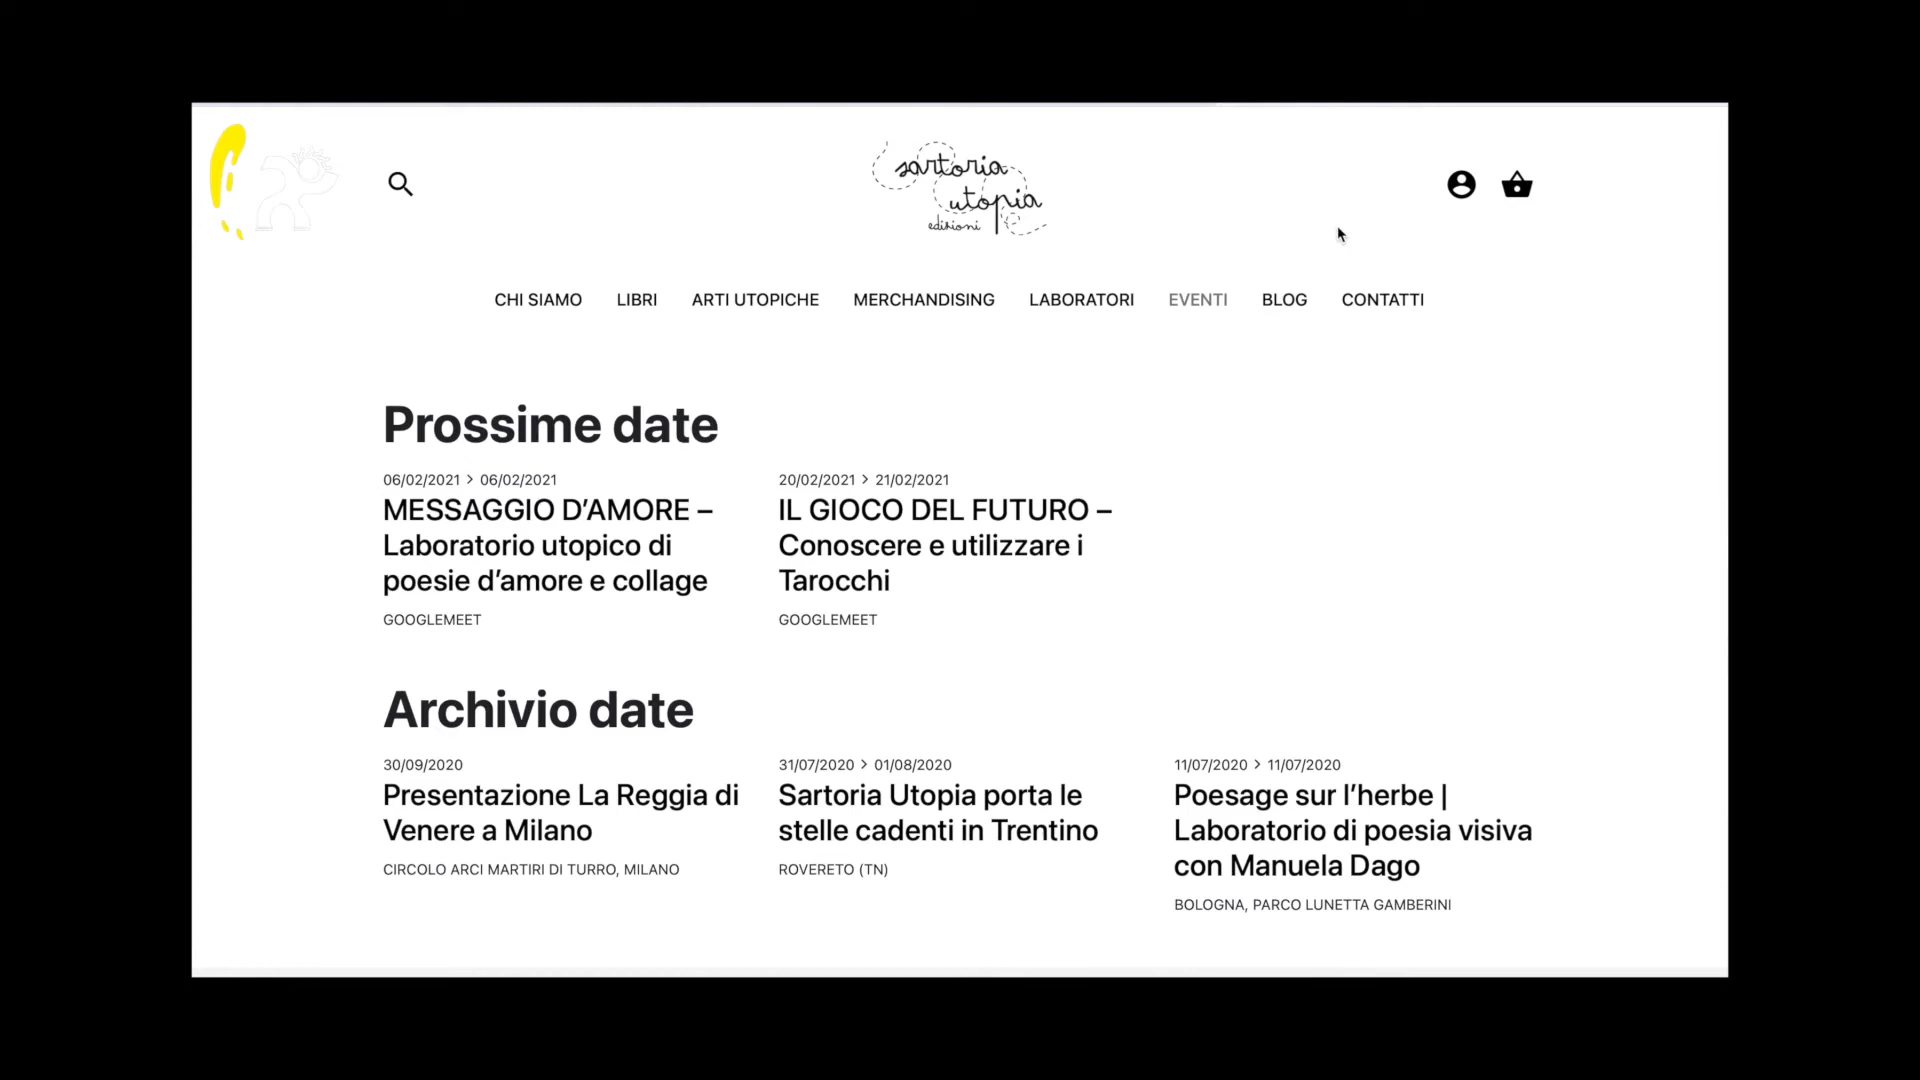 sartoria
utopia
edizioni
CHI SIAMO LIBRI ARTI UTOPICHE MERCHANDISING LABORATORI EVENTI BLOG CONTATTI
Prossime date
06/02/2021 > 06/02/2021
MESSAGGIO D’AMORE –
Laboratorio utopico di
poesie d’amore e collage
GOOGLEMEET
20/02/2021 > 21/02/2021
IL GIOCO DEL FUTURO –
Conoscere e utilizzare i
Tarocchi
GOOGLEMEET
Archivio date
30/09/2020
Presentazione La Reggia di
Venere a Milano
CIRCOLO ARCI MARTIRI DI TURRO, MILANO
31/07/2020 > 01/08/2020
Sartoria Utopia porta le
stelle cadenti in Trentino
ROVERETO (TN)
11/07/2020 > 11/07/2020
Poesage sur l’herbe |
Laboratorio di poesia visiva
con Manuela Dago
BOLOGNA, PARCO LUNETTA GAMBERINI